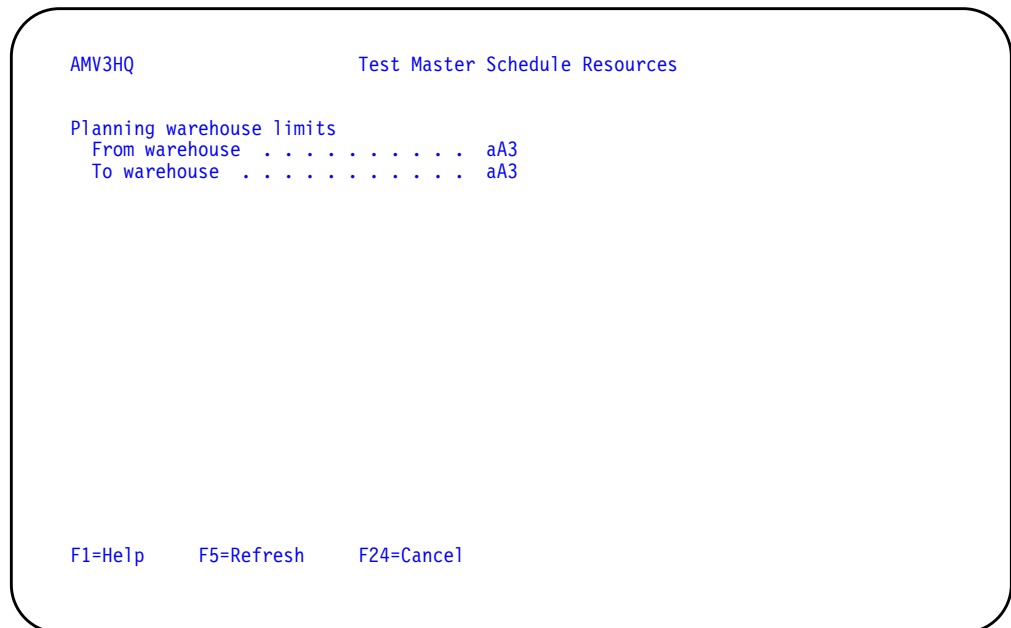 AMV3HQ Test Master Schedule Resources
Planning warehouse limits
From warehouse . . . . . . . . . . aA3
To warehouse . . . . . . . . . . . aA3
F1=Help F5=Refresh F24=Cancel